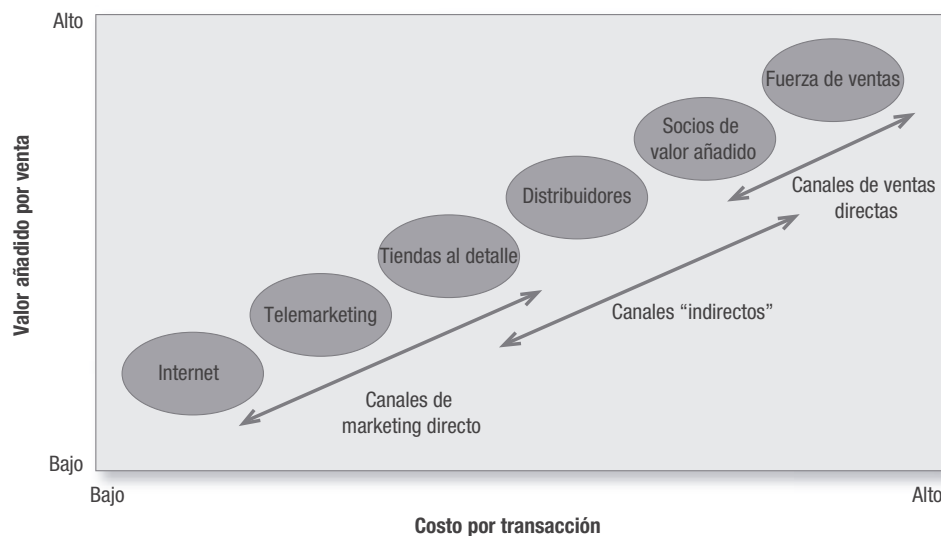 Alto
Fuerza de ventas
Socios de
valor añadido
Canales de ventas
directas
Distribuidores
Tiendas al detalle
Canales “indirectos”
Telemarketing
Internet
Canales de
marketing directo
Valor añadido por venta
Bajo
Bajo
Alto
Costo por transacción